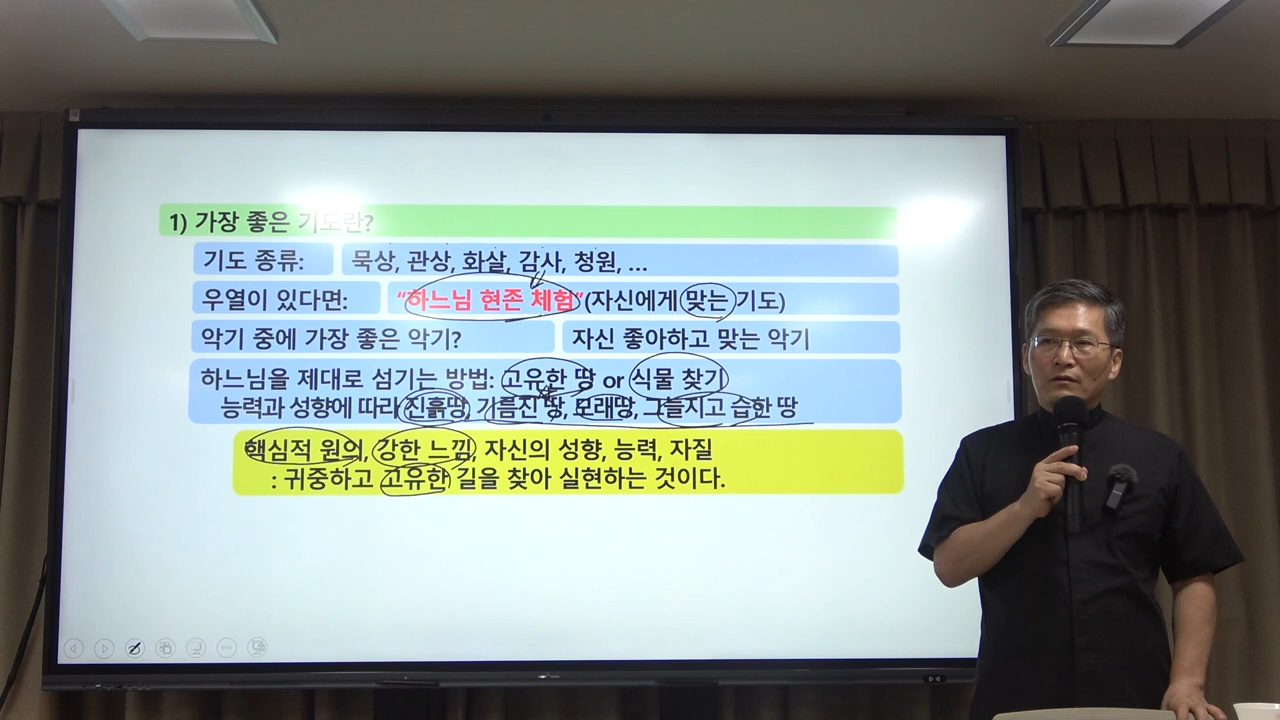 1) 가장 좋은 기도란?
기도 종류: 묵상, 관상, 화살, 감사, 청원, ...
우열이 있다면: “하느님 현존 체험”(자신에게 맞는 기도)
악기 중에 가장 좋은 악기? 자신 좋아하고 맞는 악기
하느님을 제대로 섬기는 방법: 고유한 땅 or 식물 찾기
능력과 성향에 따라 진흙땅, 기름진 땅, 모래땅, 그늘지고 습한 땅
핵심적 원의, 강한 느낌, 자신의 성향, 능력, 자질
: 귀중하고 고유한 길을 찾아 실현하는 것이다.